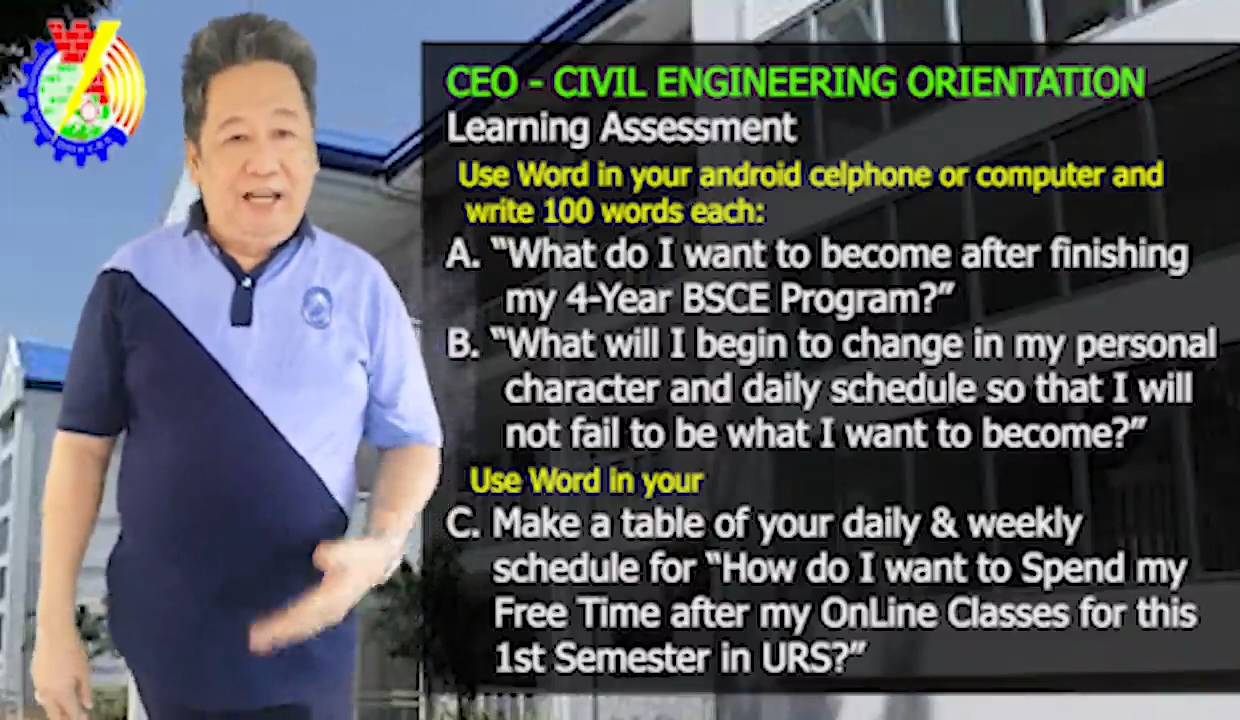 CEO - CIVIL ENGINEERING ORIENTATION
Learning Assessment
Use Word in your android celphone or computer and
write 100 words each:
A. “What do I want to become after finishing
my 4-Year BSCE Program?”
B. “What will I begin to change in my personal
character and daily schedule so that I will
not fail to be what I want to become?”
Use Word in your
C. Make a table of your daily & weekly
schedule for “How do I want to Spend my
Free Time after my OnLine Classes for this
1st Semester in URS?”